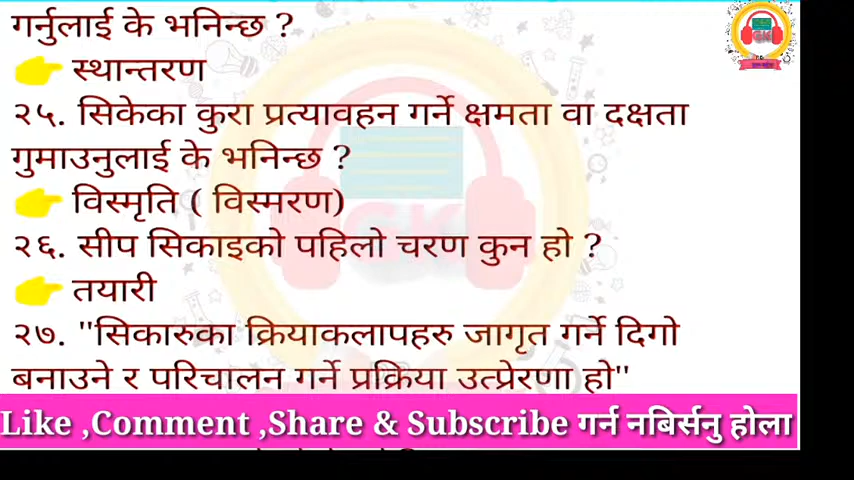 गर्नुलाई के भनिन्छ ?
👉 स्थान्तरण
२५. सिकेका कुरा प्रत्यावहन गर्ने क्षमता वा दक्षता
गुमाउनुलाई के भनिन्छ ?
👉 विस्मृति ( विस्मरण)
२६. सीप सिकाइको पहिलो चरण कुन हो ?
👉 तयारी
२७. "सिकारुका क्रियाकलापहरु जागृत गर्ने दिगो
बनाउने र परिचालन गर्ने प्रक्रिया उत्प्रेरणा हो"
Like ,Comment ,Share & Subscribe गर्न नबिर्सनु होला
GK